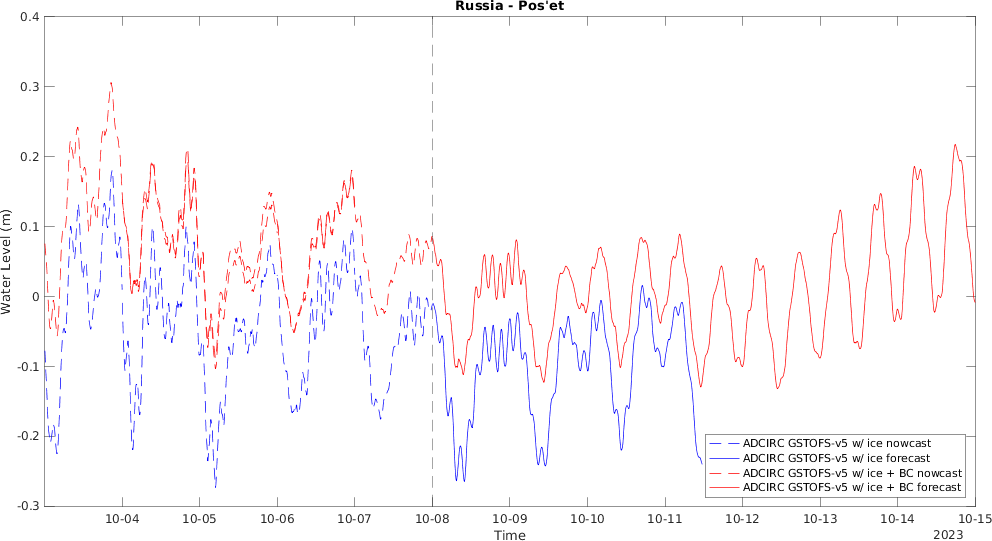 Russia - Pos'et
0.4
0.3
0.2
0.1
0
-0.1
-0.2
-0.3
Water Level (m)
10-04 10-05 10-06 10-07 10-08 10-09 10-10 10-11 10-12 10-13 10-14 10-15
Time
2023
ADCIRC GSTOFS-v5 w/ ice nowcast
ADCIRC GSTOFS-v5 w/ ice forecast
ADCIRC GSTOFS-v5 w/ ice + BC nowcast
ADCIRC GSTOFS-v5 w/ ice + BC forecast